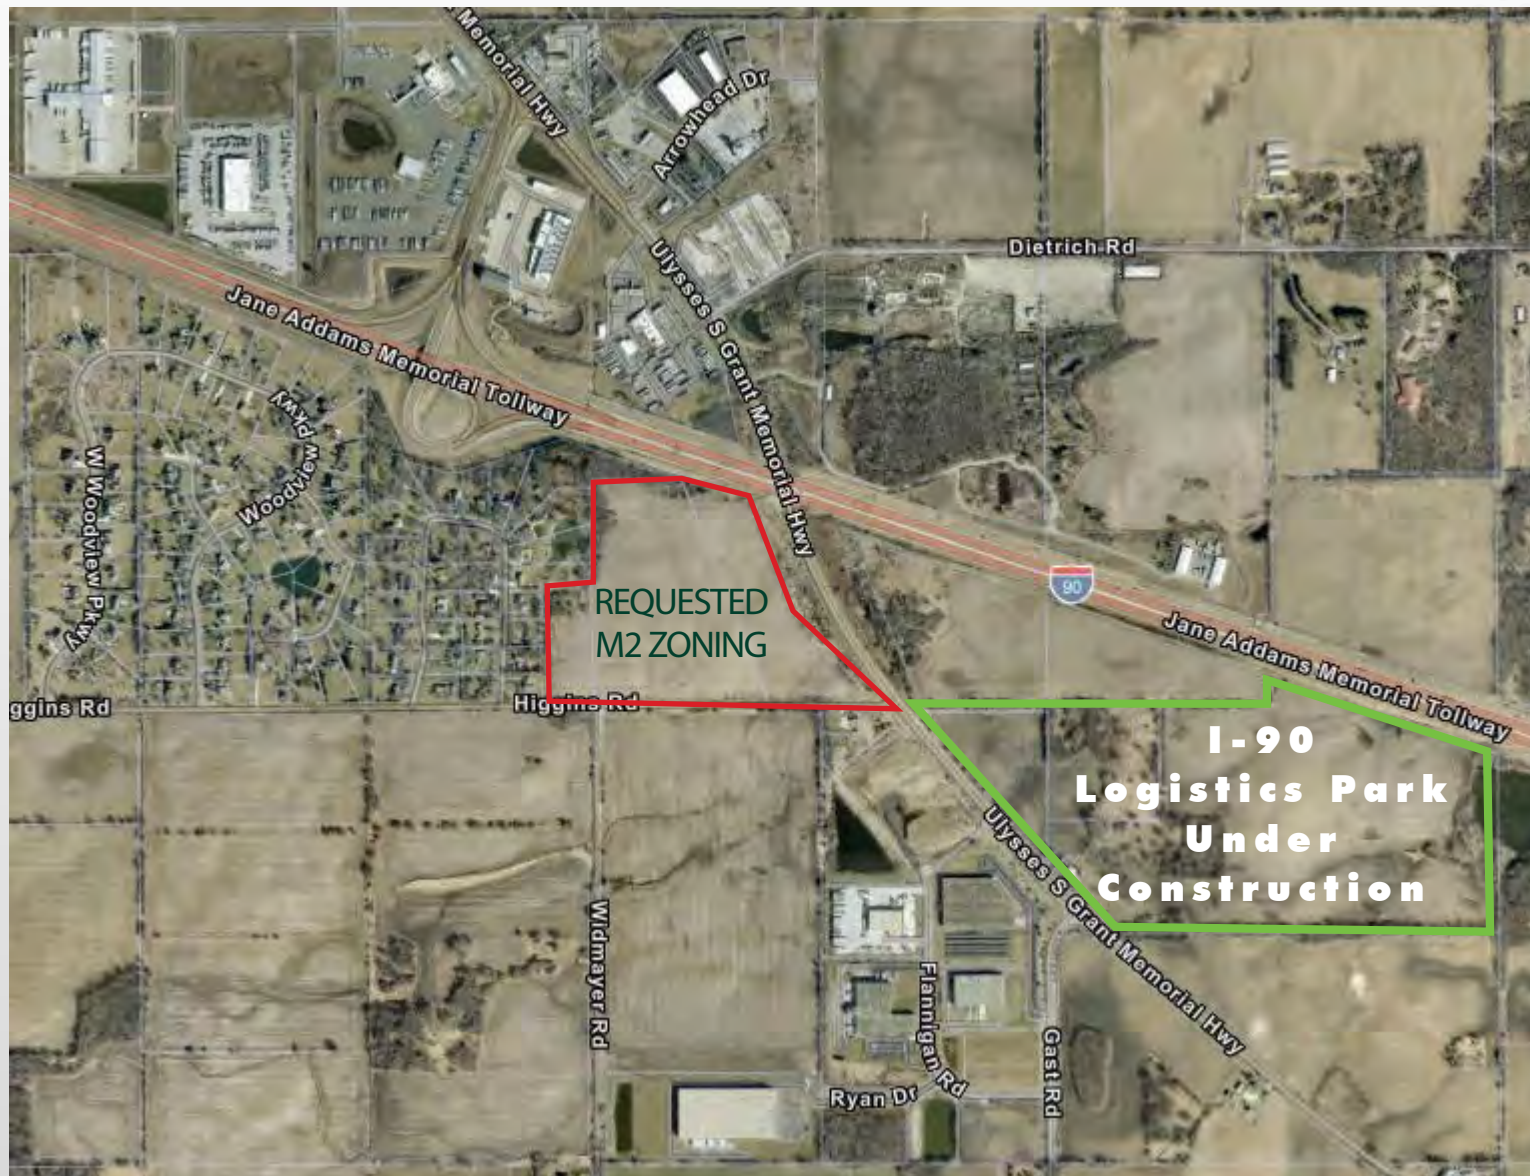 Memorial Hwy
Arrowhead Dr
Dietrich Rd
Ulysses S Grant Memorial Hwy
Jane Addams Memorial Tollway
Woodview Pkwy
W Woodview Pkwy
REQUESTED
M2 ZONING
90
Jane Addams Memorial Tollway
ggins Rd
Higgins Rd
I-90
Logistics Park
Under
Construction
Ulysses S Grant Memorial Hwy
Widmayer Rd
Flannigan Rd
Gast Rd
Ryan Dr